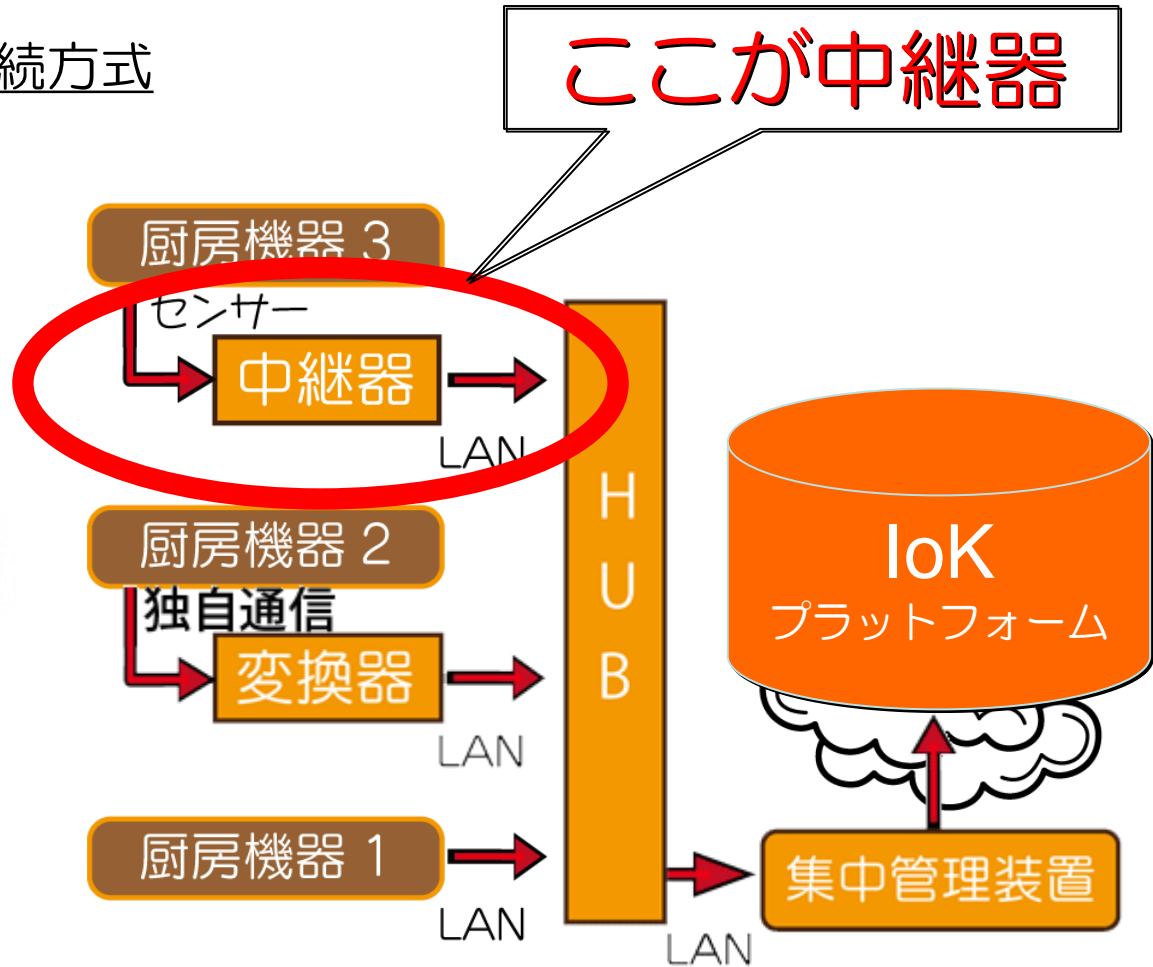 続方式
ここが中継器
厨房機器 3
センサー
中継器
LAN
厨房機器 2
独自通信
変換器
LAN
厨房機器 1
LAN
HUB
LAN
集中管理装置
IoK
プラットフォーム